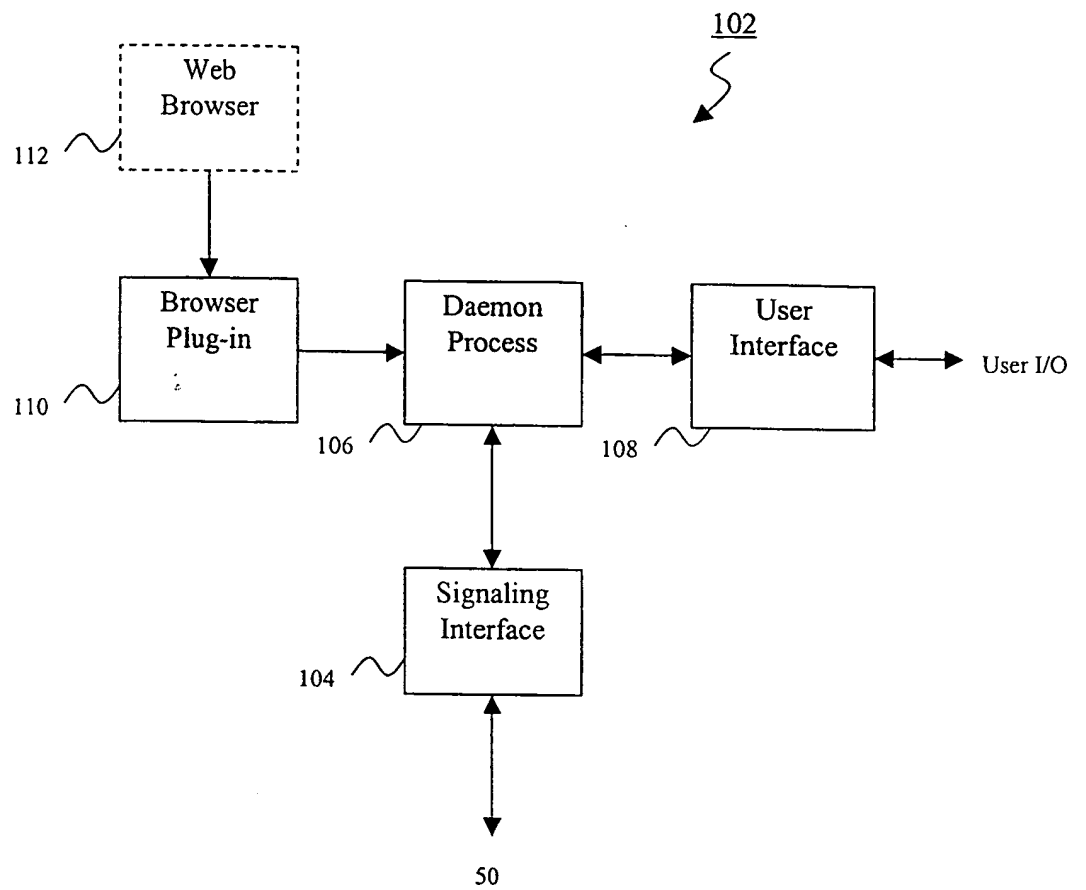 102
Web
Browser
112
Browser
Plug-in
110
Daemon
Process
106
User
Interface
108
User I/O
Signaling
Interface
104
50